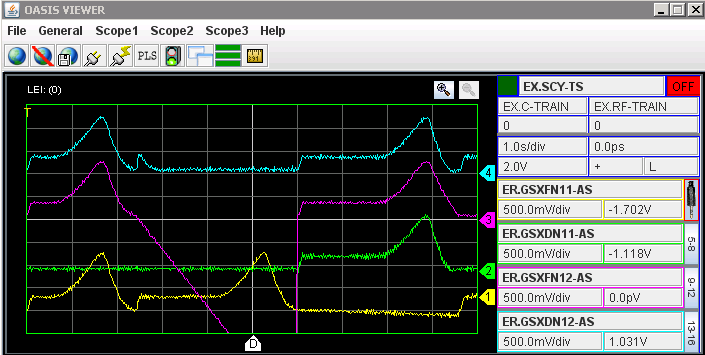 OASIS VIEWER
File General Scope1 Scope2 Scope3 Help
PLS
LEI: (0)
4
3
2
1
D
EX.SCY-TS OFF
EX.C-TRAIN EX.RF-TRAIN
0 0
1.0s/div 0.0ps
2.0V + L
ER.GSXFN11-AS
500.0mV/div -1.702V
ER.GSXDN11-AS
500.0mV/div -1.118V
ER.GSXFN12-AS
500.0mV/div 0.0pV
ER.GSXDN12-AS
500.0mV/div 1.031V
5-8
9-12
13-16